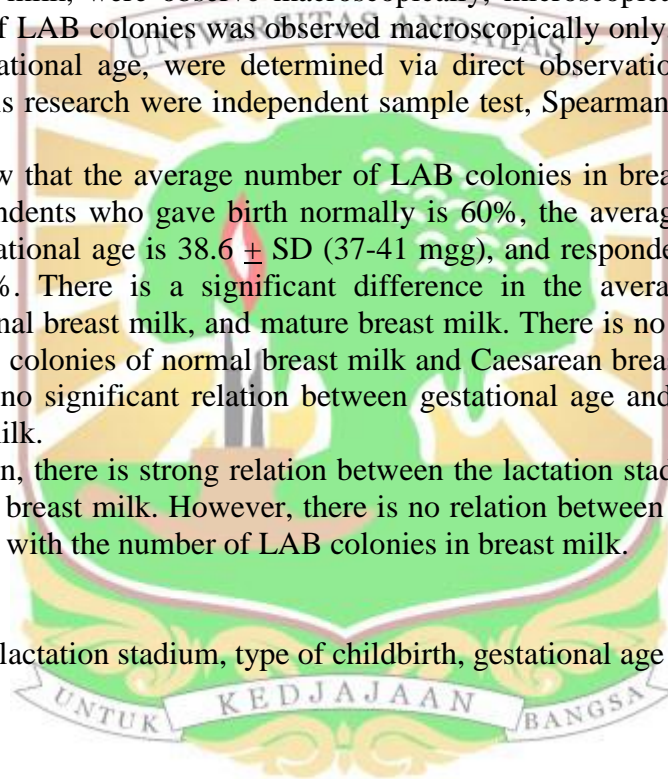 milk, were observe macroscopically, microscopical
of LAB colonies was observed macroscopically only
UNIVERSITAS ANDALAS
ational age, were determined via direct observatio
is research were independent sample test, Spearman
w that the average number of LAB colonies in brea
ndents who gave birth normally is 60%, the averag
ational age is 38.6 ± SD (37-41 mgg), and responde
%. There is a significant difference in the avera
nal breast milk, and mature breast milk. There is no
colonies of normal breast milk and Caesarean brea
no significant relation between gestational age and
ilk.
n, there is strong relation between the lactation stad
breast milk. However, there is no relation between
with the number of LAB colonies in breast milk.
lactation stadium, type of childbirth, gestational age
UNTUK KEDJAJAAN BANGSA